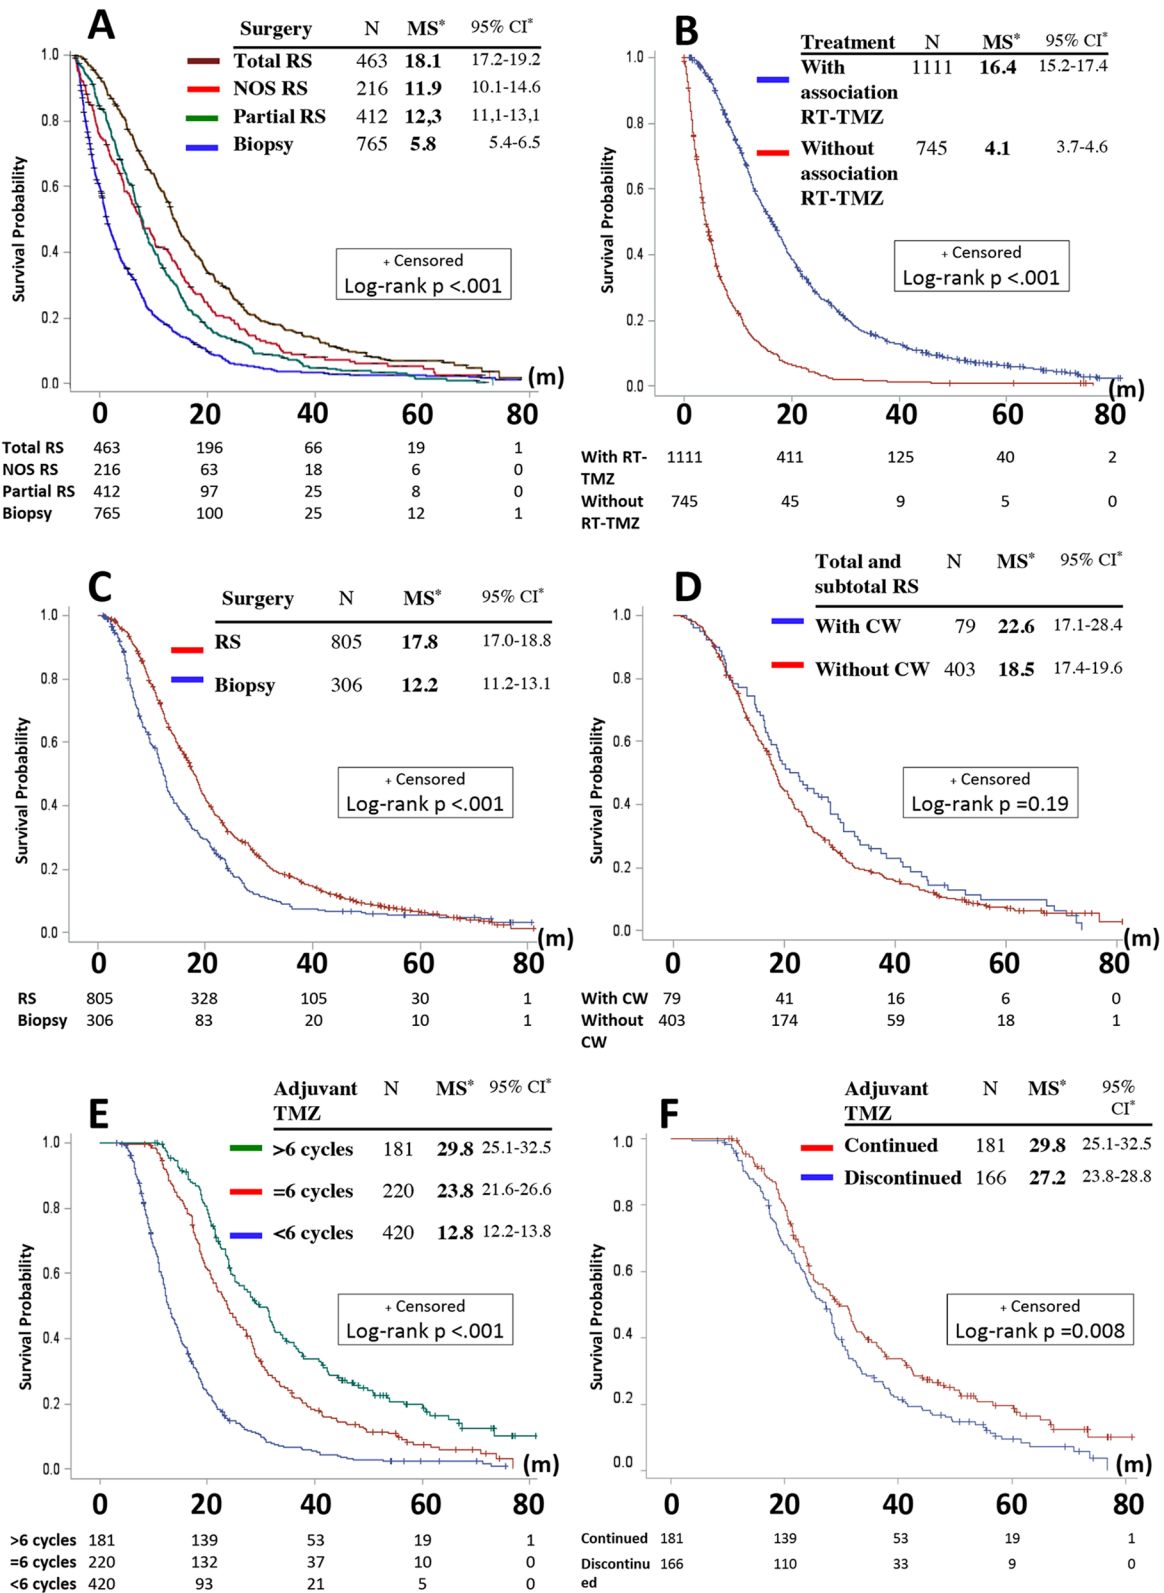 A
Surgery N MS* 95% CI*
Total RS 463 18.1 17.2-19.2
NOS RS 216 11.9 10.1-14.6
Partial RS 412 12,3 11,1-13,1
Biopsy 765 5.8 5.4-6.5
Survival Probability
1.0
0.8
0.6
0.4
0.2
0.0
+ Censored
Log-rank p <.001
(m)
0 20 40 60 80
Total RS 463 196 66 19 1
NOS RS 216 63 18 6 0
Partial RS 412 97 25 8 0
Biopsy 765 100 25 12 1
B
Treatment N MS* 95% CI*
With 1111 16.4 15.2-17.4
association
RT-TMZ
Without 745 4.1 3.7-4.6
association
RT-TMZ
Survival Probability
1.0
0.8
0.6
0.4
0.2
0.0
+ Censored
Log-rank p <.001
(m)
0 20 40 60 80
With RT- 1111 411 125 40 2
TMZ
Without 745 45 9 5 0
RT-TMZ
C
Surgery N MS* 95% CI*
RS 805 17.8 17.0-18.8
Biopsy 306 12.2 11.2-13.1
Survival Probability
1.0
0.8
0.6
0.4
0.2
0.0
+ Censored
Log-rank p <.001
(m)
0 20 40 60 80
RS 805 328 105 30 1
Biopsy 306 83 20 10 1
D
Total and N MS* 95% CI*
subtotal RS
With CW 79 22.6 17.1-28.4
Without CW 403 18.5 17.4-19.6
Survival Probability
1.0
0.8
0.6
0.4
0.2
0.0
+ Censored
Log-rank p =0.19
(m)
0 20 40 60 80
With CW 79 41 16 6 0
Without 403 174 59 18 1
CW
E
Adjuvant N MS* 95% CI*
TMZ
>6 cycles 181 29.8 25.1-32.5
=6 cycles 220 23.8 21.6-26.6
<6 cycles 420 12.8 12.2-13.8
Survival Probability
1.0
0.8
0.6
0.4
0.2
0.0
+ Censored
Log-rank p <.001
(m)
0 20 40 60 80
>6 cycles 181 139 53 19 1
=6 cycles 220 132 37 10 0
<6 cycles 420 93 21 5 0
F
Adjuvant N MS* 95%
TMZ CI*
Continued 181 29.8 25.1-32.5
Discontinued 166 27.2 23.8-28.8
Survival Probability
1.0
0.8
0.6
0.4
0.2
0.0
+ Censored
Log-rank p =0.008
(m)
0 20 40 60 80
Continued 181 139 53 19 1
Discontinu 166 110 33 9 0
ed